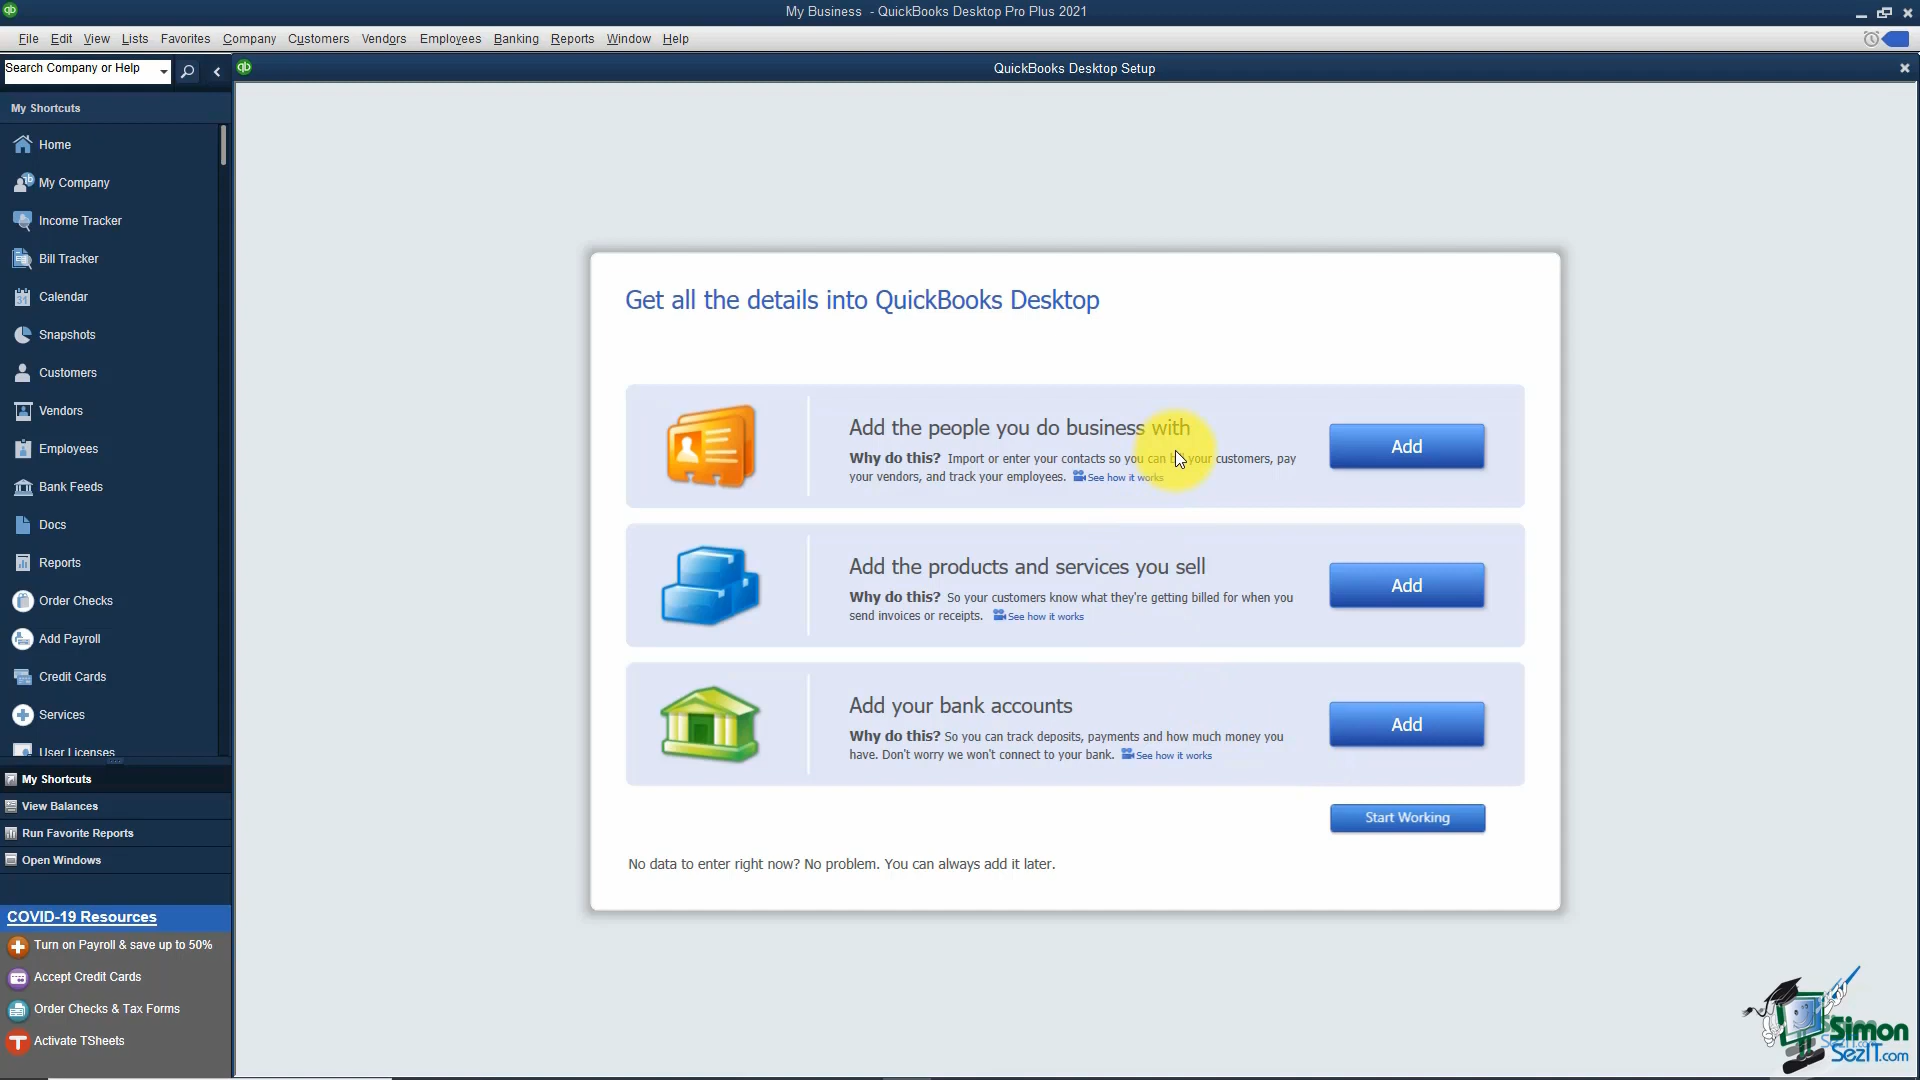 My Business - QuickBooks Desktop Pro Plus 2021
File Edit View Lists Favorites Company Customers Vendors Employees Banking Reports Window Help
Search Company or Help
QuickBooks Desktop Setup
My Shortcuts
Home
My Company
Income Tracker
Bill Tracker
Calendar
Snapshots
Customers
Vendors
Employees
Bank Feeds
Docs
Reports
Order Checks
Add Payroll
Credit Cards
Services
User Licenses
My Shortcuts
View Balances
Run Favorite Reports
Open Windows
COVID-19 Resources
Turn on Payroll & save up to 50%
Accept Credit Cards
Order Checks & Tax Forms
Activate TSheets
Get all the details into QuickBooks Desktop
Add the people you do business with
Why do this? Import or enter your contacts so you can bill your customers, pay
your vendors, and track your employees. See how it works
Add
Add the products and services you sell
Why do this? So your customers know what they're getting billed for when you
send invoices or receipts. See how it works
Add
Add your bank accounts
Why do this? So you can track deposits, payments and how much money you
have. Don't worry we won't connect to your bank. See how it works
Add
Start Working
No data to enter right now? No problem. You can always add it later.
Simon
SezIT.com